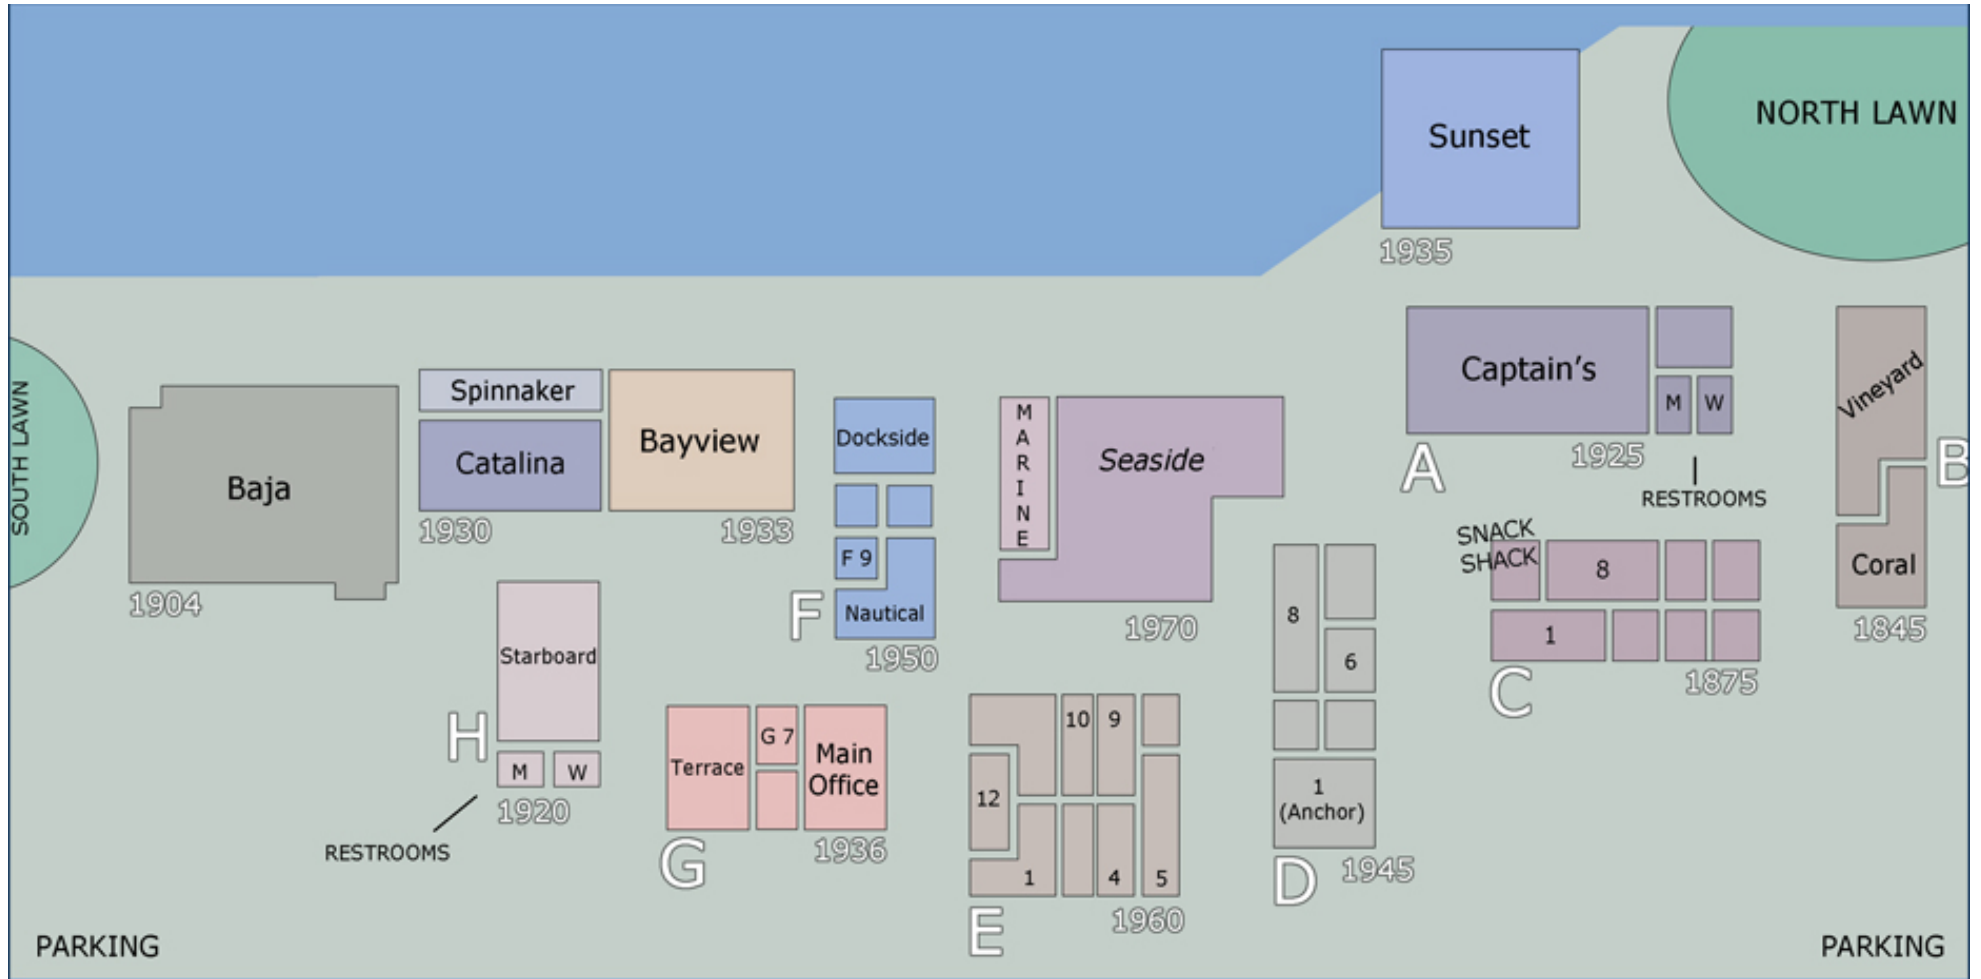 NORTH LAWN
Sunset
1935
SOUTH LAWN
Baja
1904
Spinnaker
Catalina
1930
Bayview
1933
Dockside
F 9
Nautical
F
1950
MARINE
Seaside
1970
Captain's
M
W
A
1925
RESTROOMS
Vineyard
B
Coral
1845
SNACK
SHACK
8
1
C
1875
8
6
1
(Anchor)
D
1945
Starboard
H
M
W
1920
RESTROOMS
Terrace
G 7
Main
Office
G
1936
10
9
12
1
4
5
E
1960
PARKING
PARKING